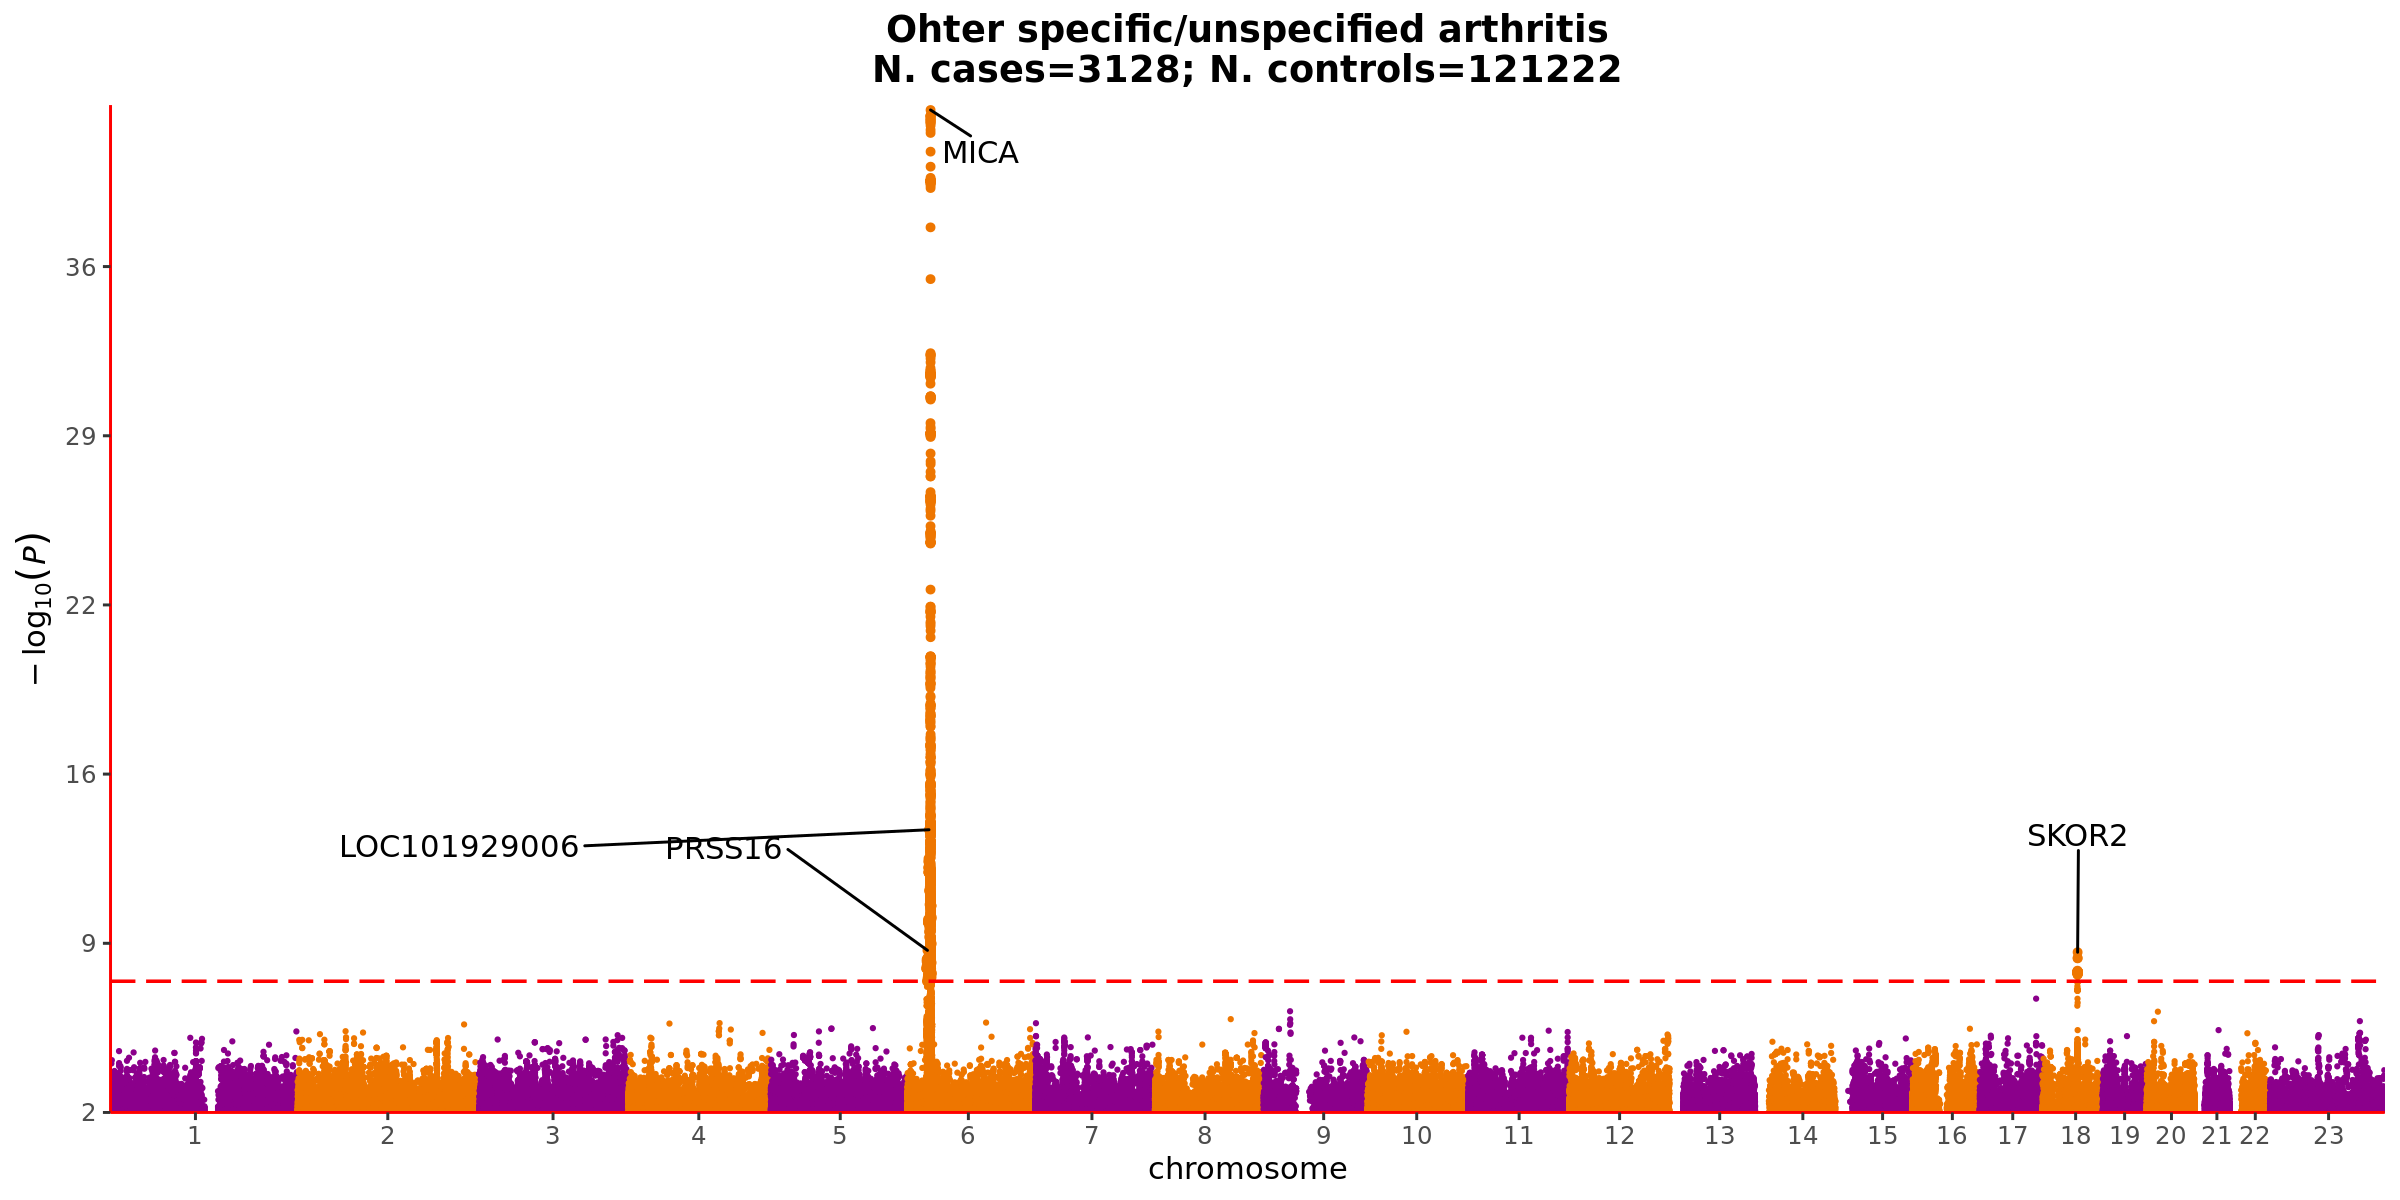 Ohter specific/unspecified arthritis
N. cases=3128; N. controls=121222
MICA
36
29
−log10(P)
22
16
SKOR2
LOC101929006
PRSS16
9
2
1 2 3 4 5 6 7 8 9 10 11 12 13 14 15 16 17 18 19 20 21 22 23
chromosome